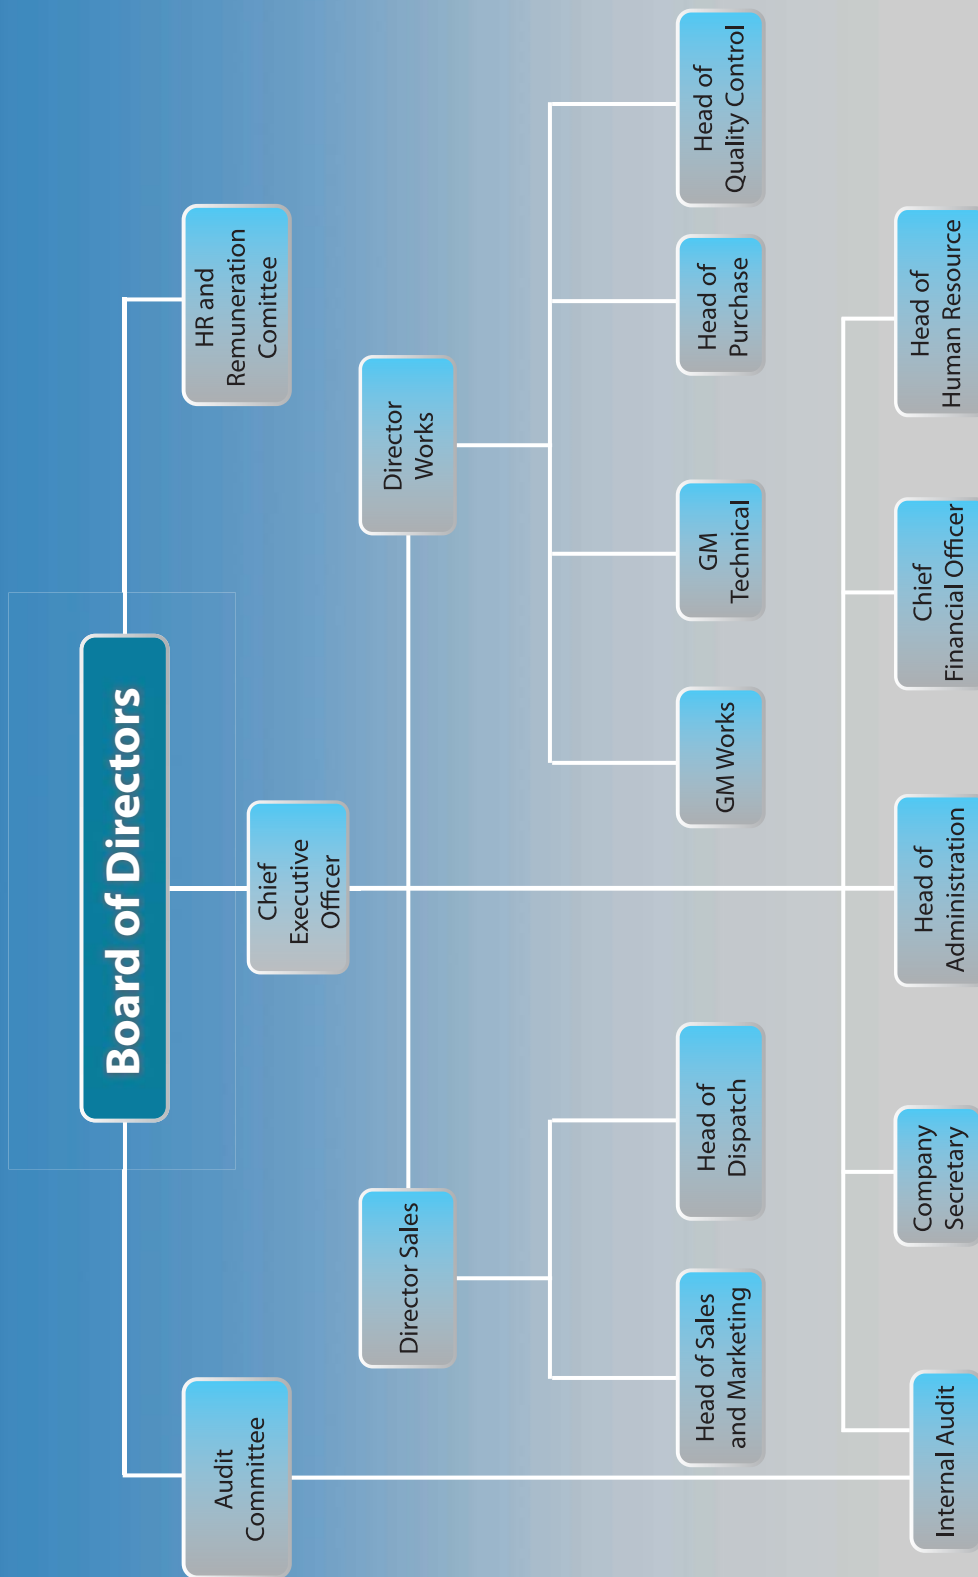 Board of Directors
Audit
Committee
HR and
Remuneration
Comittee
Chief
Executive
Officer
Director Sales
Director
Works
Head of Sales
and Marketing
Head of
Dispatch
GM Works
GM
Technical
Head of
Purchase
Head of
Quality Control
Internal Audit
Company
Secretary
Head of
Administration
Chief
Financial Officer
Head of
Human Resource